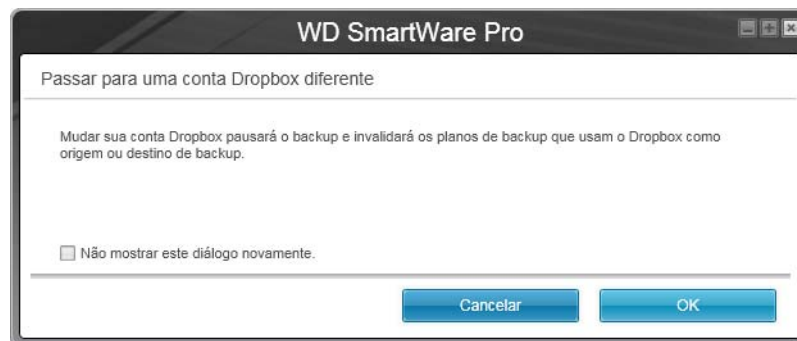 WD SmartWare Pro
Passar para uma conta Dropbox diferente
Mudar sua conta Dropbox pausará o backup e invalidará os planos de backup que usam o Dropbox como
origem ou destino de backup.
Não mostrar este diálogo novamente.
Cancelar
OK